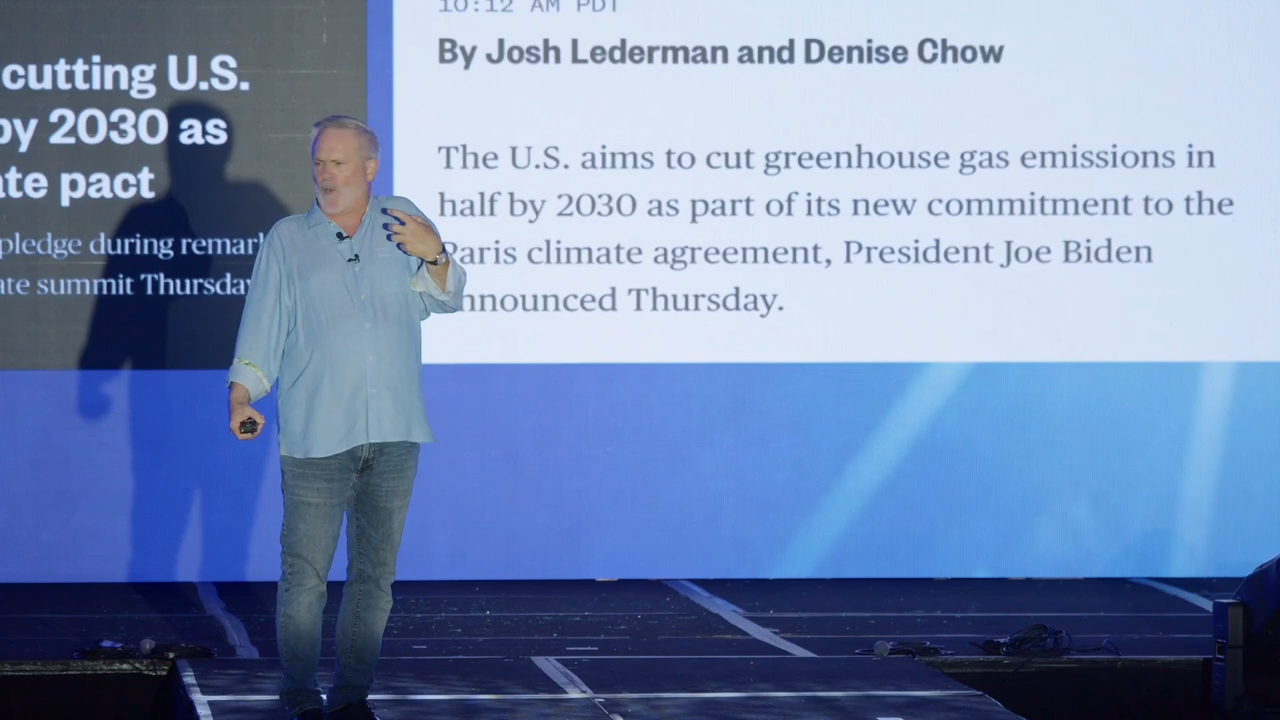 cutting U.S.
by 2030 as
ate pact
pledge during remark
ate summit Thursday
10:12 AM PDT
By Josh Lederman and Denise Chow
The U.S. aims to cut greenhouse gas emissions in
half by 2030 as part of its new commitment to the
Paris climate agreement, President Joe Biden
announced Thursday.